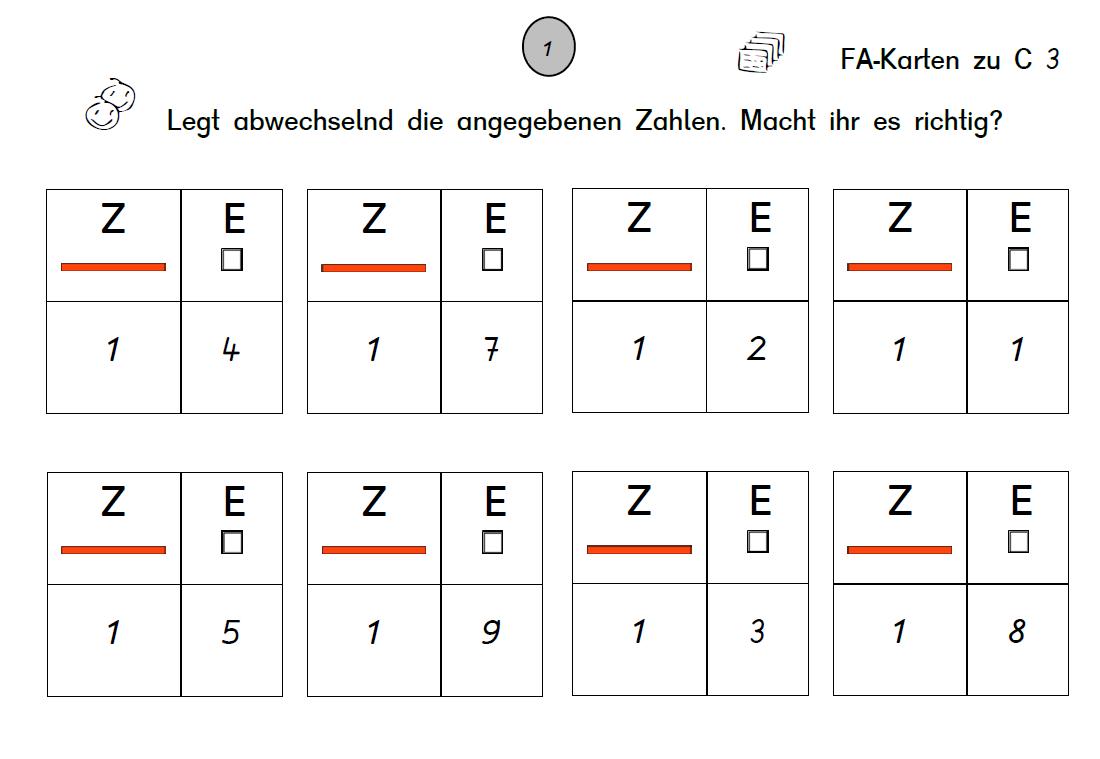 1
FA-Karten zu C 3
Legt abwechselnd die angegebenen Zahlen. Macht ihr es richtig?
Z E Z E Z E Z E
1 4 1 7 1 2 1 1
Z E Z E Z E Z E
1 5 1 9 1 3 1 8